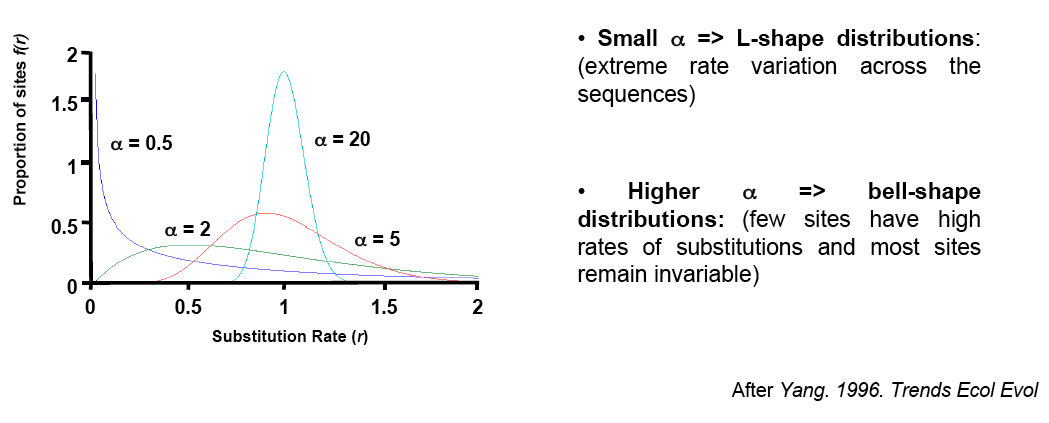 Proportion of sites f(r)
2
1.5
1
0.5
0
α = 0.5
α = 20
α = 2
α = 5
0 0.5 1 1.5 2
Substitution Rate (r)
• Small α => L-shape distributions:
(extreme rate variation across the
sequences)
• Higher α => bell-shape
distributions: (few sites have high
rates of substitutions and most sites
remain invariable)
After Yang. 1996. Trends Ecol Evol